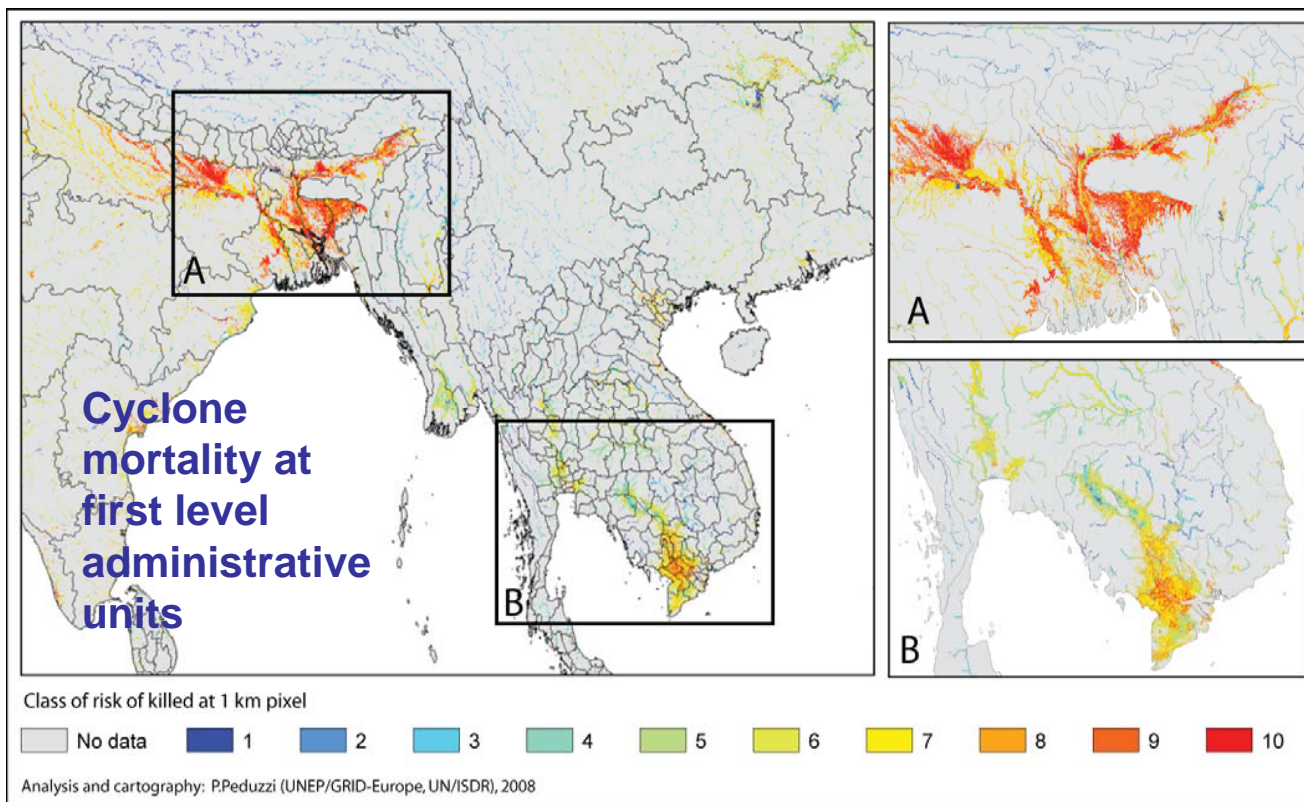 A
A
Cyclone
mortality at
first level
administrative
units
B
B
Class of risk of killed at 1 km pixel
No data 1 2 3 4 5 6 7 8 9 10
Analysis and cartography: P.Peduzzi (UNEP/GRID-Europe, UN/ISDR), 2008